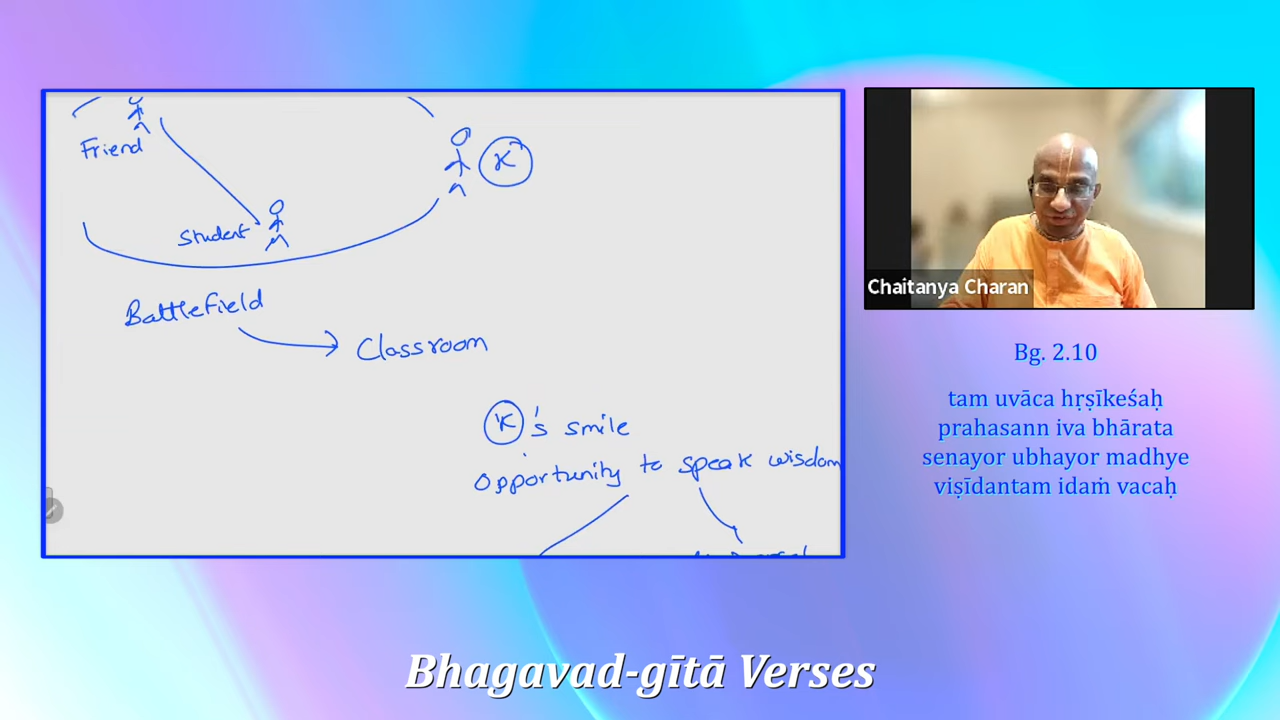 Friend
K
Student
Battlefield
Classroom
K's smile
opportunity to speak wisdom
Chaitanya Charan
Bg. 2.10
tam uvāca hṛṣīkeśaḥ
prahasann iva bhārata
senayor ubhayor madhye
viṣīdantam idaṁ vacaḥ
Bhagavad-gītā Verses